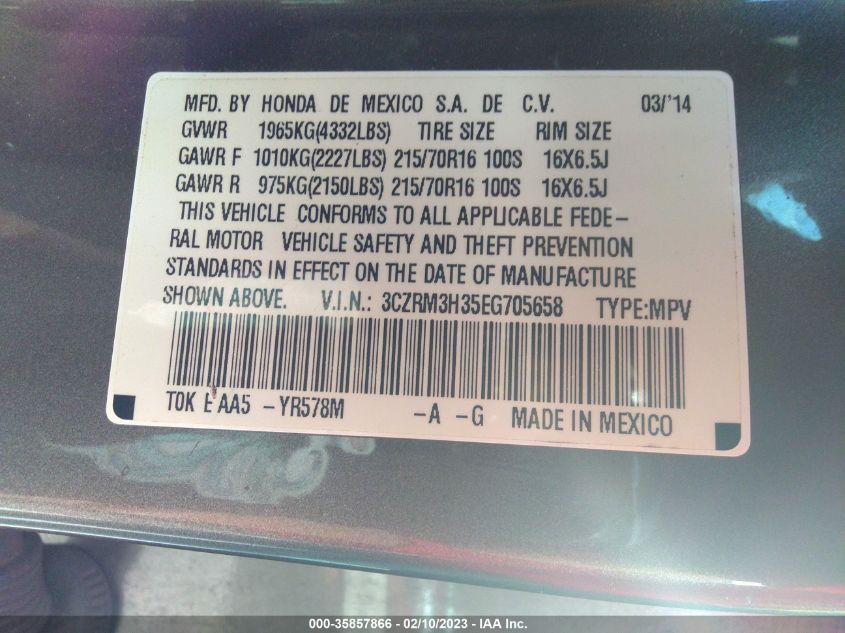 MFD. BY HONDA DE MEXICO S.A. DE C.V. 03/'14
GVWR 1965KG(4332LBS) TIRE SIZE RIM SIZE
GAWR F 1010KG(2227LBS) 215/70R16 100S 16X6.5J
GAWR R 975KG(2150LBS) 215/70R16 100S 16X6.5J
THIS VEHICLE CONFORMS TO ALL APPLICABLE FEDE-
RAL MOTOR VEHICLE SAFETY AND THEFT PREVENTION
STANDARDS IN EFFECT ON THE DATE OF MANUFACTURE
SHOWN ABOVE. V.I.N.: 3CZRM3H35EG705658 TYPE:MPV
T0K E AA5 -YR578M -A -G MADE IN MEXICO
000-35857866 - 02/10/2023 - IAA Inc.